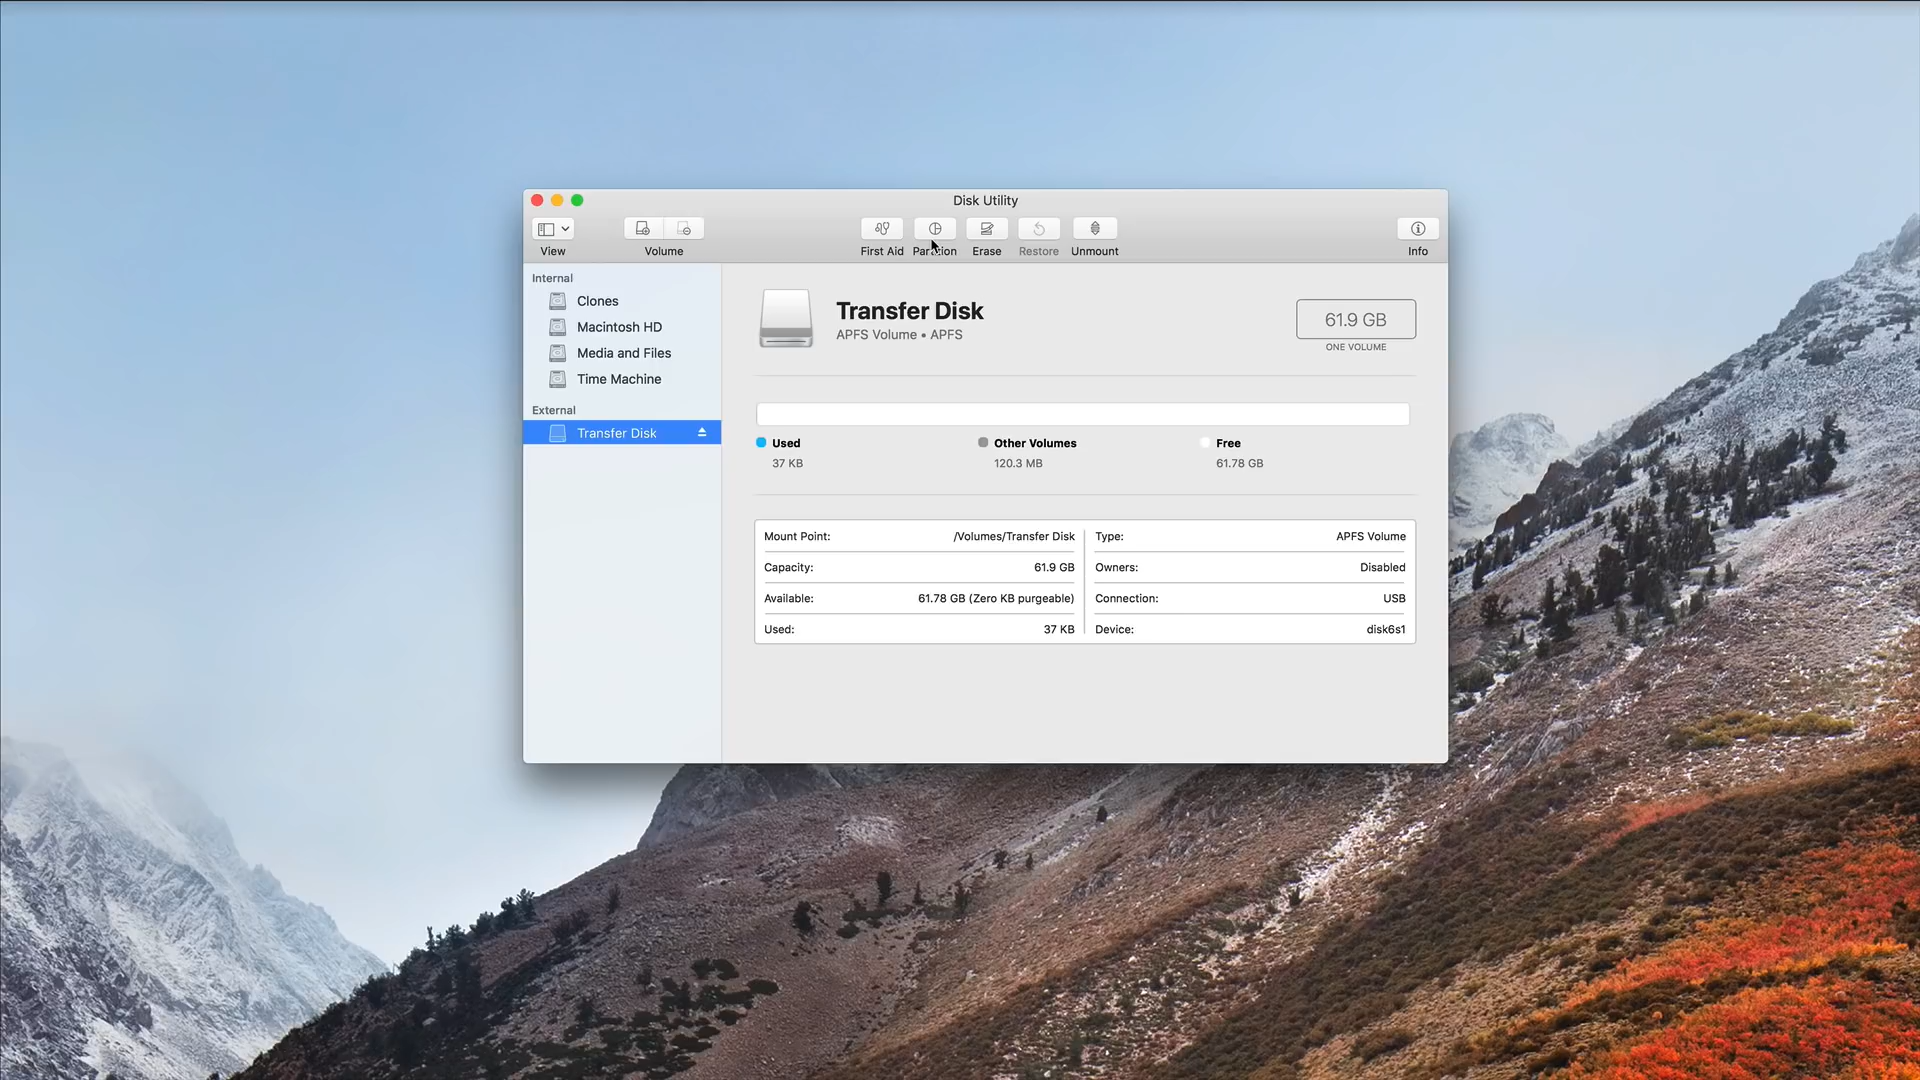 Disk Utility
View
Volume
First Aid
Partition
Erase
Restore
Unmount
Info
Internal
Clones
Macintosh HD
Media and Files
Time Machine
External
Transfer Disk
Transfer Disk
APFS Volume • APFS
61.9 GB
ONE VOLUME
Used
37 KB
Other Volumes
120.3 MB
Free
61.78 GB
Mount Point: /Volumes/Transfer Disk
Capacity: 61.9 GB
Available: 61.78 GB (Zero KB purgeable)
Used: 37 KB
Type: APFS Volume
Owners: Disabled
Connection: USB
Device: disk6s1